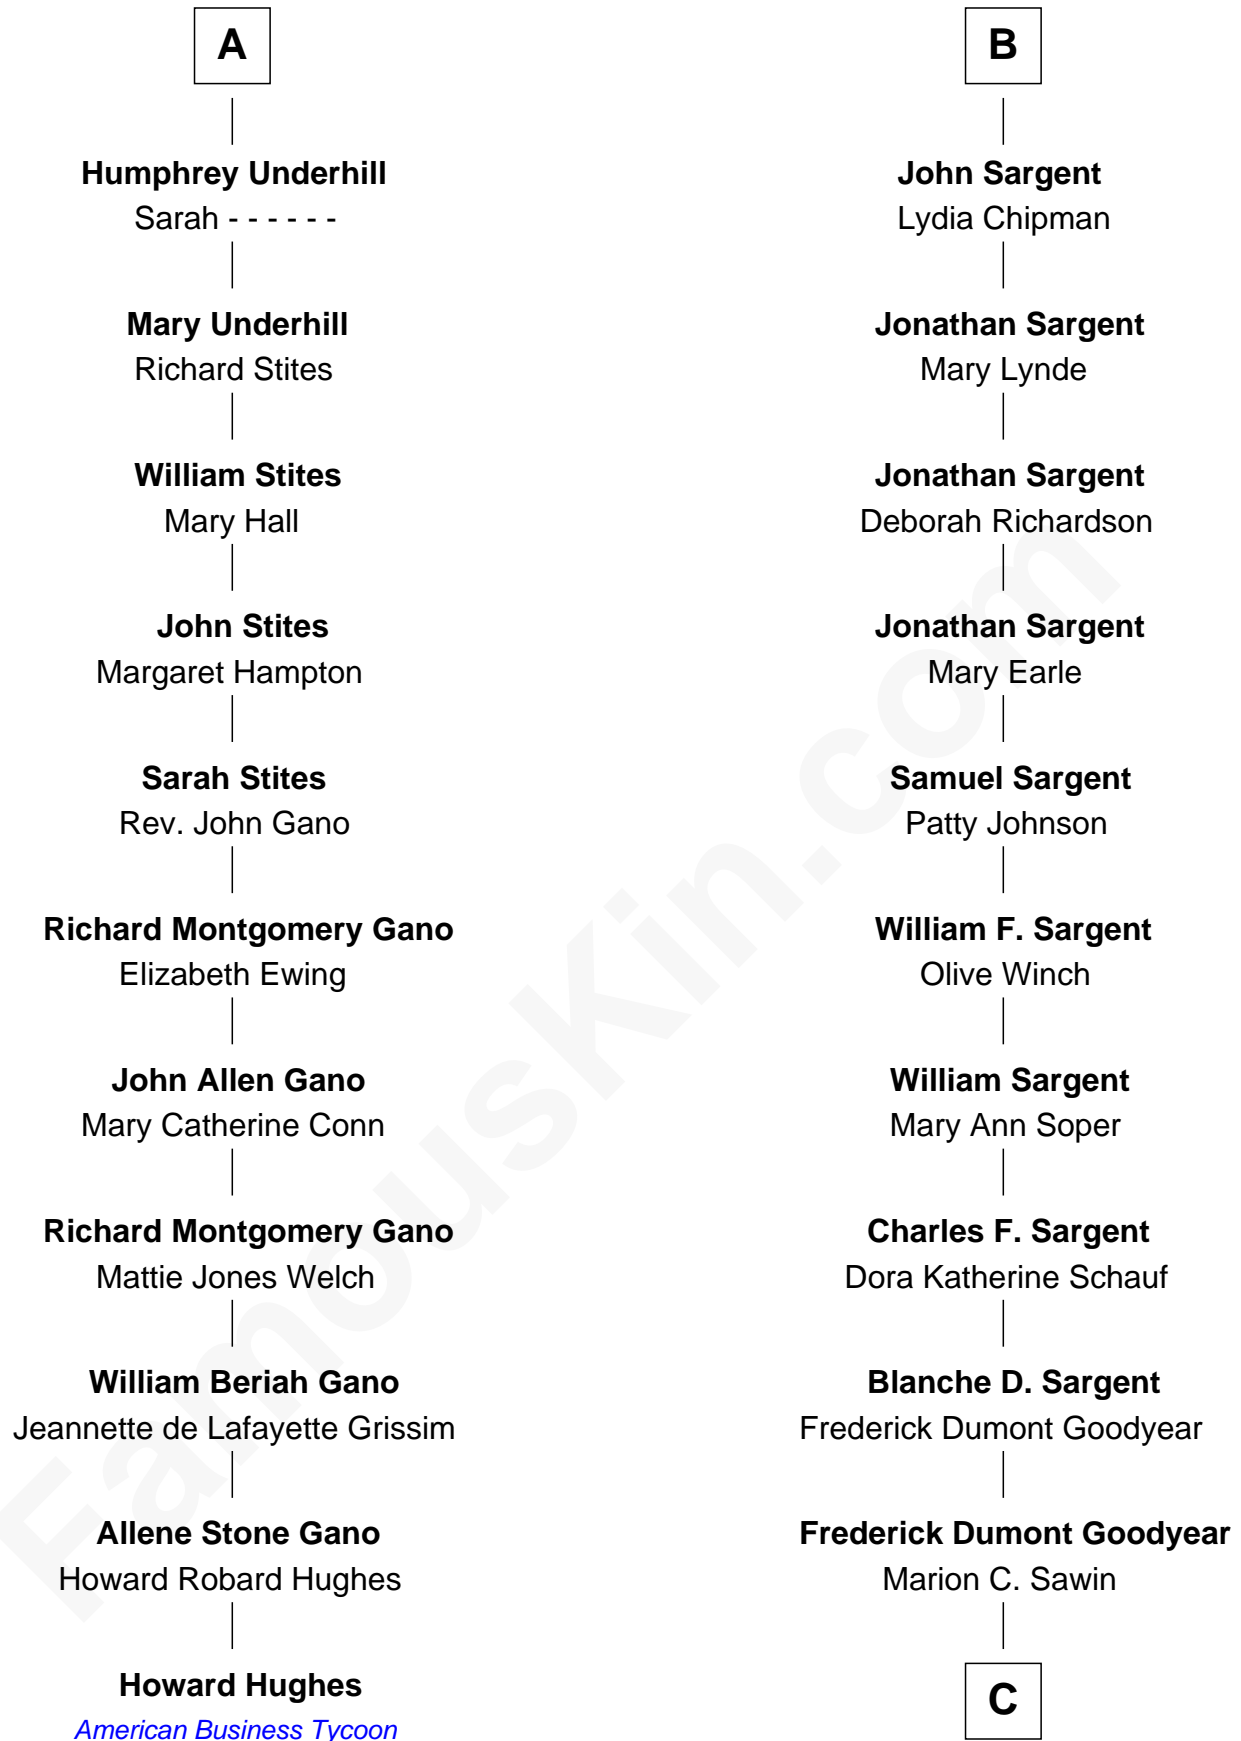 A
Humphrey Underhill
Sarah - - - - - -
Mary Underhill
Richard Stites
William Stites
Mary Hall
John Stites
Margaret Hampton
Sarah Stites
Rev. John Gano
Richard Montgomery Gano
Elizabeth Ewing
John Allen Gano
Mary Catherine Conn
Richard Montgomery Gano
Mattie Jones Welch
William Beriah Gano
Jeannette de Lafayette Grissim
Allene Stone Gano
Howard Robard Hughes
Howard Hughes
American Business Tycoon
B
John Sargent
Lydia Chipman
Jonathan Sargent
Mary Lynde
Jonathan Sargent
Deborah Richardson
Jonathan Sargent
Mary Earle
Samuel Sargent
Patty Johnson
William F. Sargent
Olive Winch
William Sargent
Mary Ann Soper
Charles F. Sargent
Dora Katherine Schauf
Blanche D. Sargent
Frederick Dumont Goodyear
Frederick Dumont Goodyear
Marion C. Sawin
C
FamousKin.com